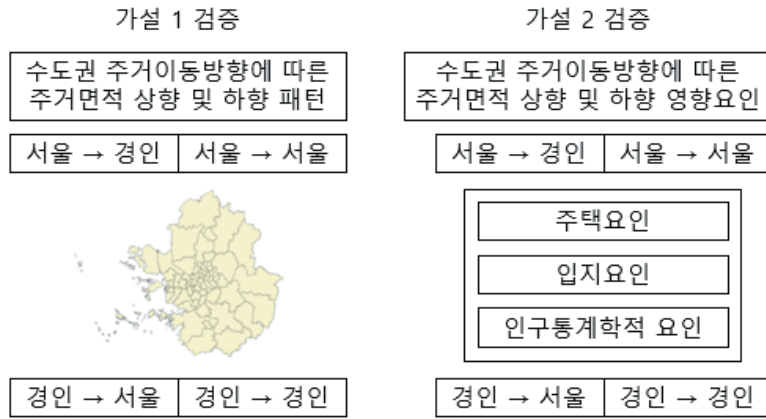 가설 1 검증
수도권 주거이동방향에 따른
주거면적 상향 및 하향 패턴
서울 → 경인
서울 → 서울
경인 → 서울
경인 → 경인
가설 2 검증
수도권 주거이동방향에 따른
주거면적 상향 및 하향 영향요인
서울 → 경인
서울 → 서울
주택요인
입지요인
인구통계학적 요인
경인 → 서울
경인 → 경인